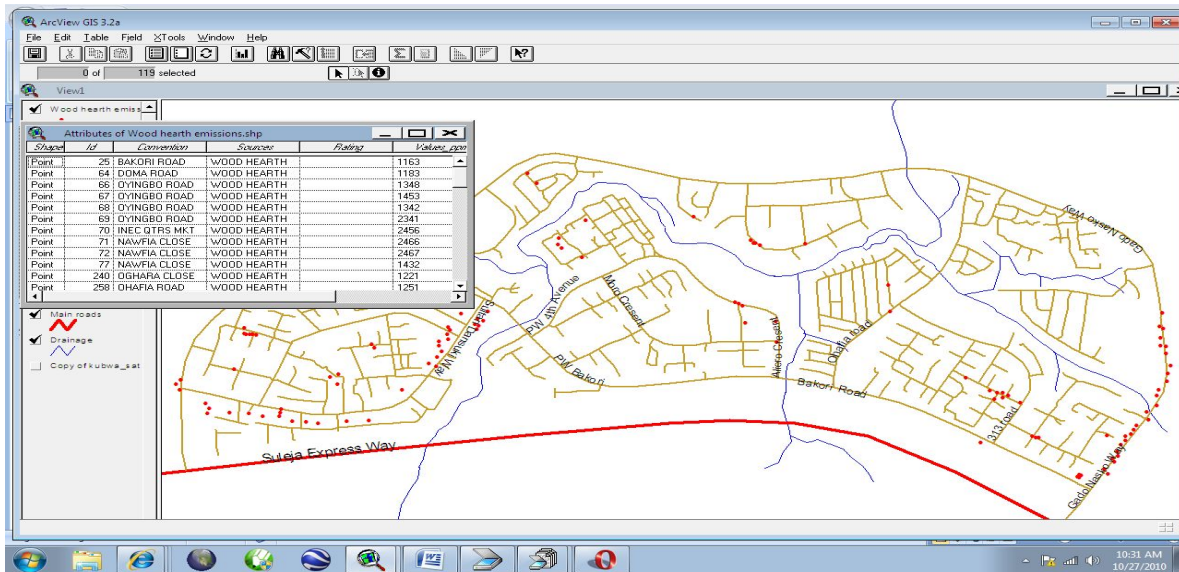 ArcView GIS 3.2a
File Edit Table Field XTools Window Help
0 of 119 selected
View1
Wood hearth emiss
Attributes of Wood hearth emissions.shp
Shape Id Convention Sources Rating Values_ppm
Point 25 BAKORI ROAD WOOD HEARTH 1163
Point 64 DOMA ROAD WOOD HEARTH 1183
Point 66 OYINGBO ROAD WOOD HEARTH 1348
Point 67 OYINGBO ROAD WOOD HEARTH 1453
Point 68 OYINGBO ROAD WOOD HEARTH 1342
Point 69 OYINGBO ROAD WOOD HEARTH 2341
Point 70 INEC QTRS MKT WOOD HEARTH 2456
Point 71 NAWFIA CLOSE WOOD HEARTH 2466
Point 72 NAWFIA CLOSE WOOD HEARTH 2467
Point 77 NAWFIA CLOSE WOOD HEARTH 1432
Point 240 OGHARA CLOSE WOOD HEARTH 1221
Point 258 OHAFIA ROAD WOOD HEARTH 1251
Main roads
Drainage
Copy of kubwa_sat
Gado Nasko Way
PW 4th Avenue
Moro Cresent
PW Bakori
Aliero Cresent
Ohafia road
Bakori Road
313 road
Gado Nasko Way
Suleja Express Way
10:31 AM
10/27/2010